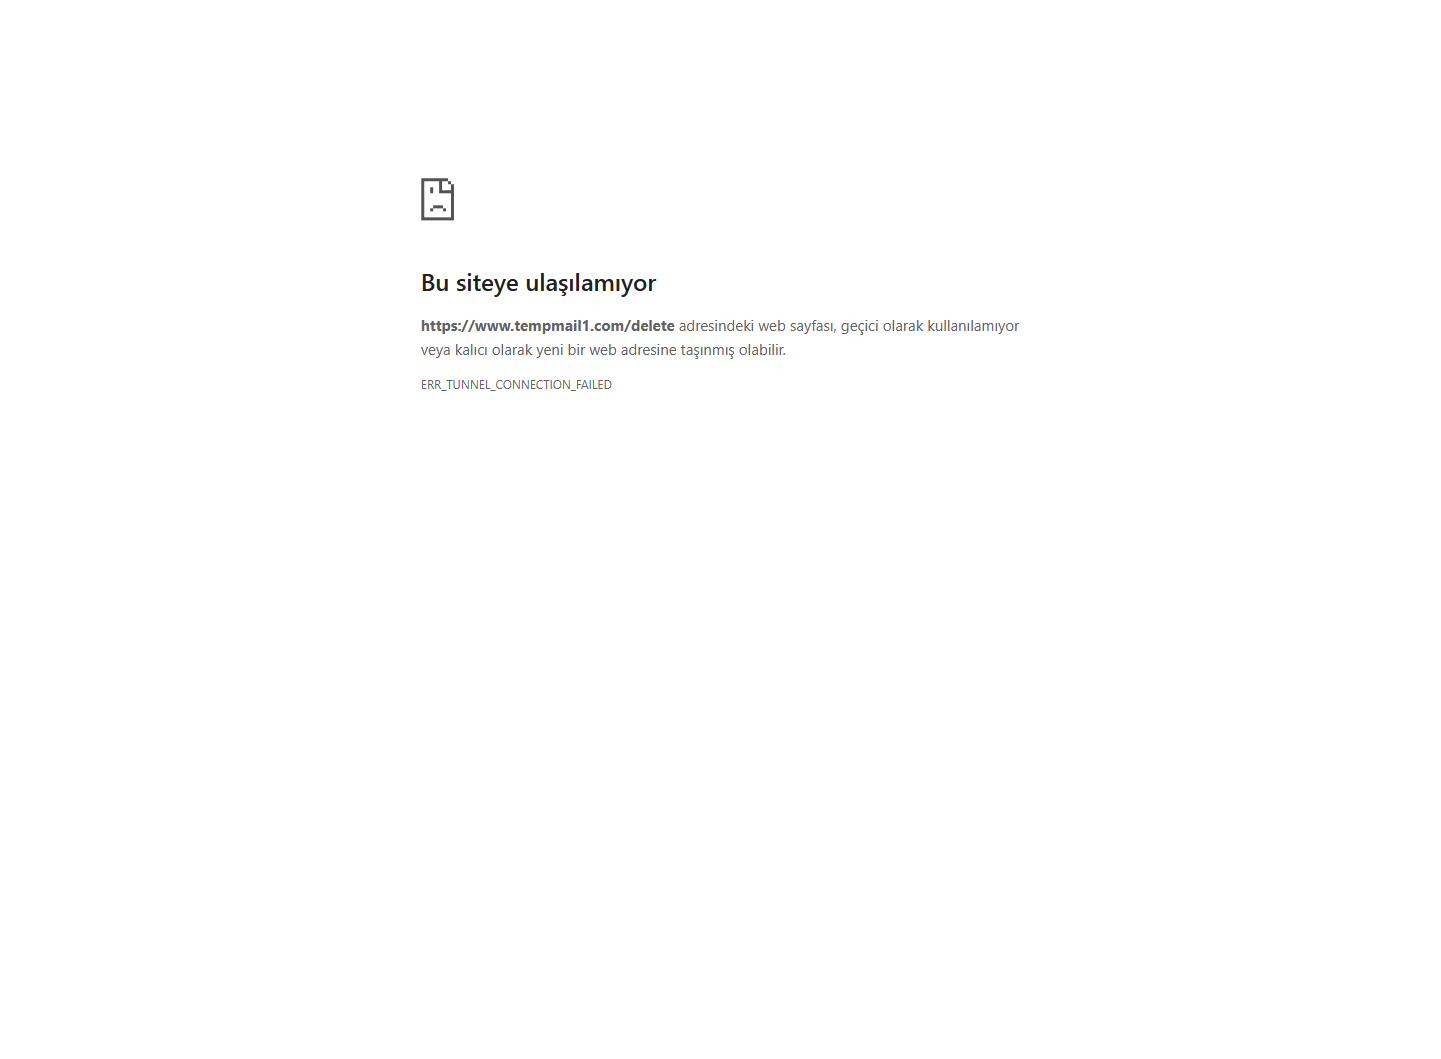 Bu siteye ulaşılamıyor
https://www.tempmail1.com/delete adresindeki web sayfası, geçici olarak kullanılamıyor
veya kalıcı olarak yeni bir web adresine taşınmış olabilir.
ERR_TUNNEL_CONNECTION_FAILED